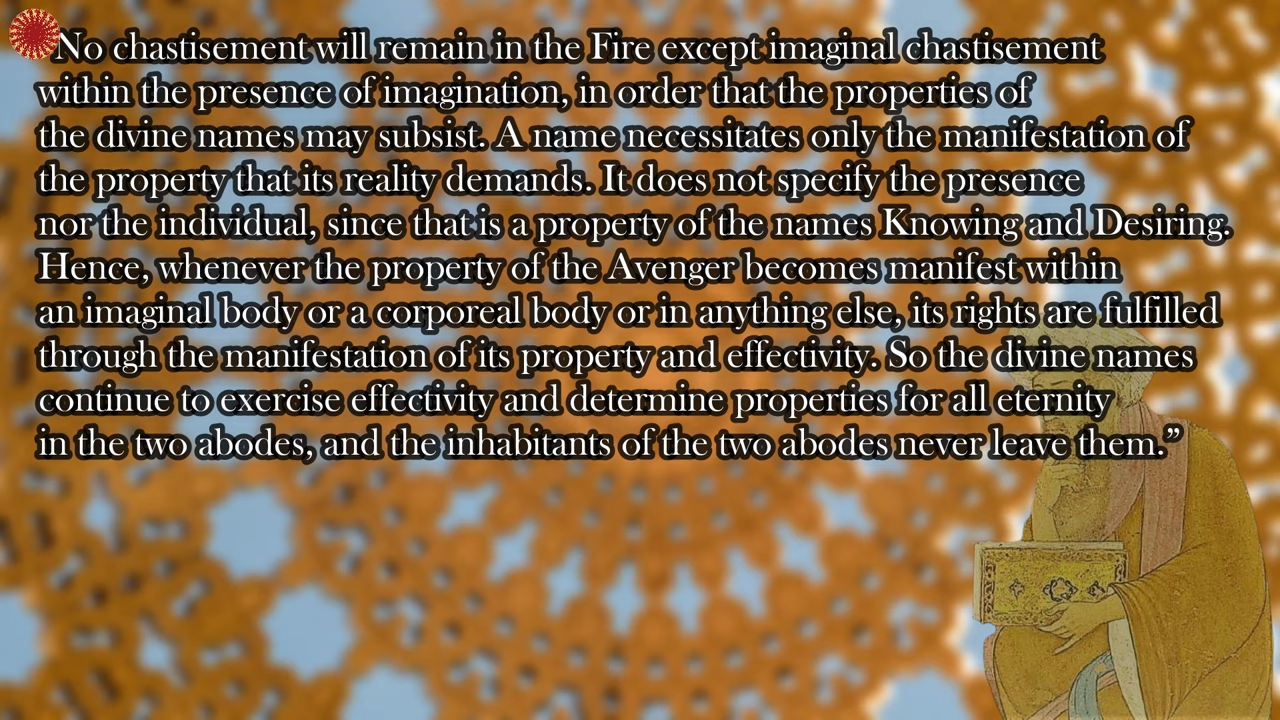 No chastisement will remain in the Fire except imaginal chastisement
within the presence of imagination, in order that the properties of
the divine names may subsist. A name necessitates only the manifestation of
the property that its reality demands. It does not specify the presence
nor the individual, since that is a property of the names Knowing and Desiring.
Hence, whenever the property of the Avenger becomes manifest within
an imaginal body or a corporeal body or in anything else, its rights are fulfilled
through the manifestation of its property and effectivity. So the divine names
continue to exercise effectivity and determine properties for all eternity
in the two abodes, and the inhabitants of the two abodes never leave them.”